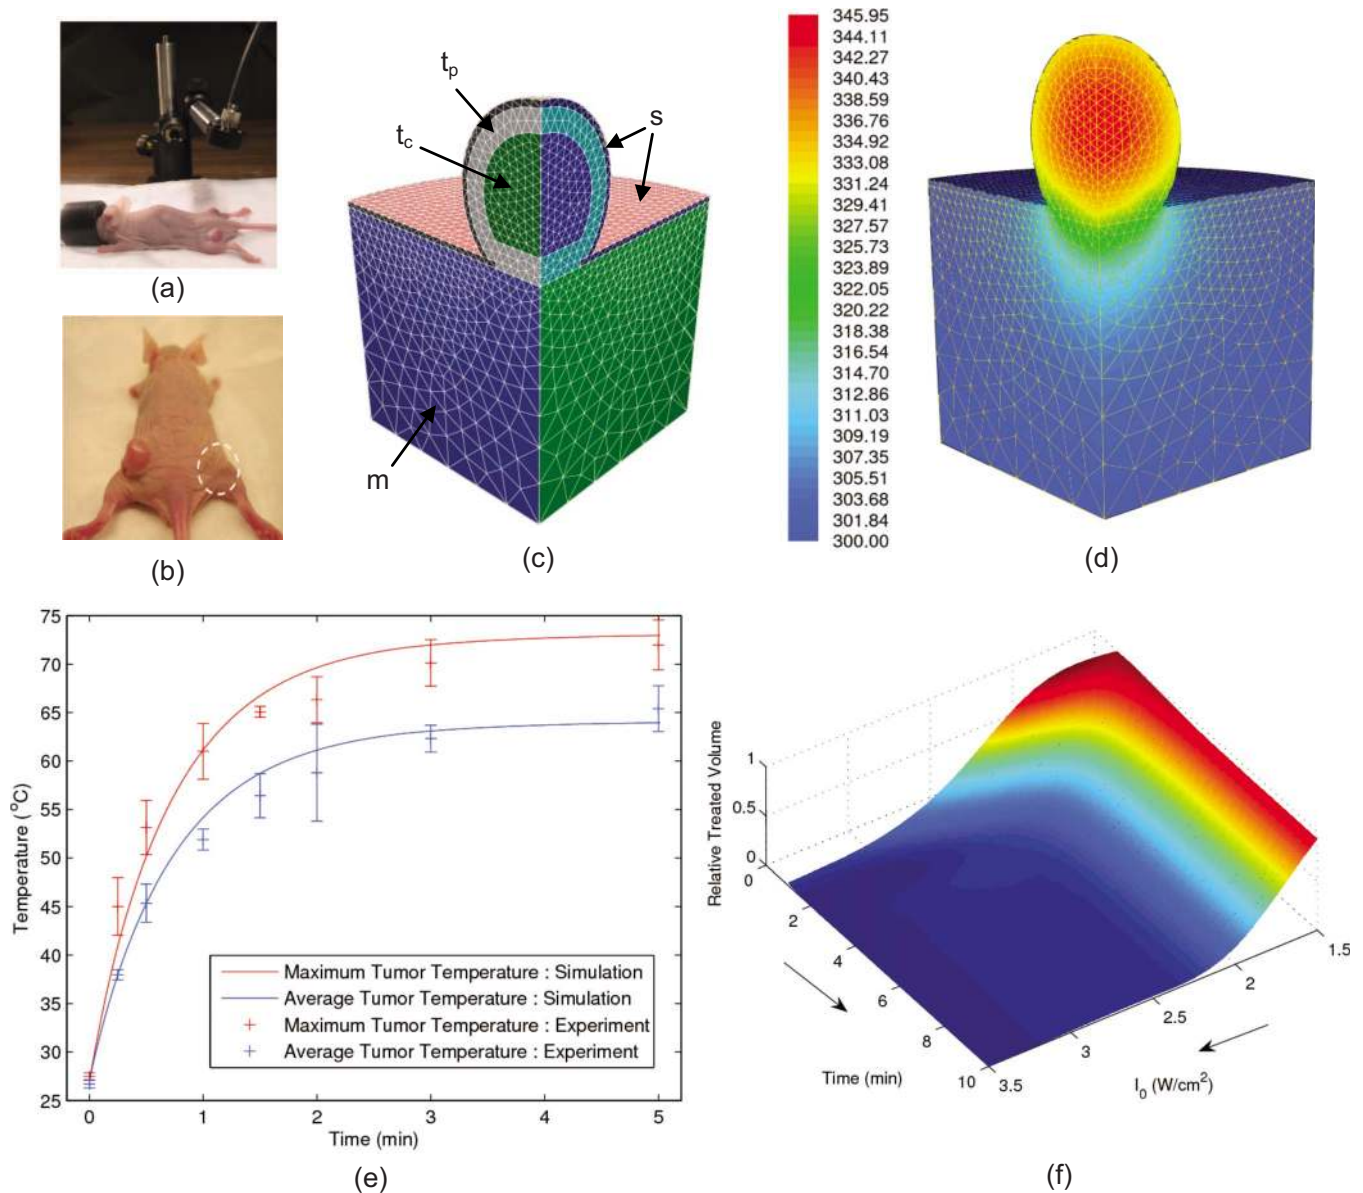 (a)
(b)
t_p
t_c
s
m
(c)
345.95
344.11
342.27
340.43
338.59
336.76
334.92
333.08
331.24
329.41
327.57
325.73
323.89
322.05
320.22
318.38
316.54
314.70
312.86
311.03
309.19
307.35
305.51
303.68
301.84
300.00
(d)
75
70
65
60
55
50
45
40
35
30
25
Temperature (°C)
Maximum Tumor Temperature : Simulation
Average Tumor Temperature : Simulation
Maximum Tumor Temperature : Experiment
Average Tumor Temperature : Experiment
0 1 2 3 4 5
Time (min)
(e)
Relative Treated Volume
1
0.5
0
0
2
4
6
8
10
Time (min)
3.5
3
2.5
2
1.5
I_0 (W/cm²)
(f)